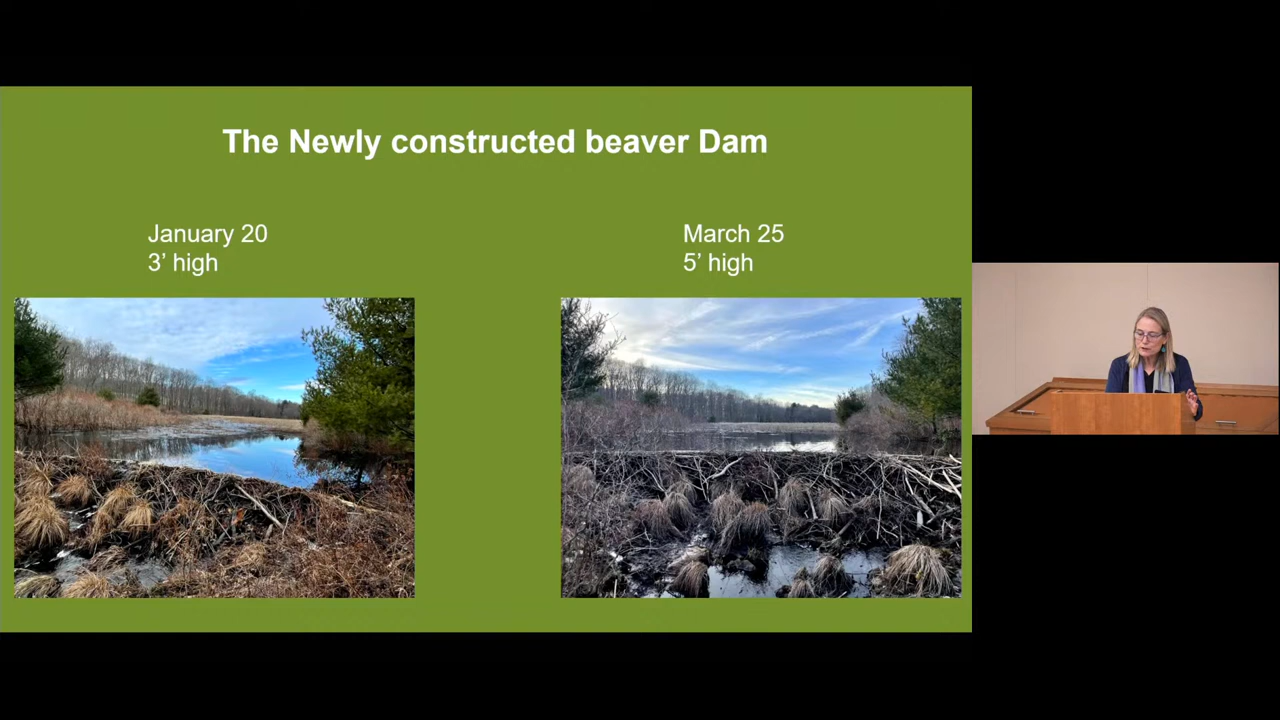 The Newly constructed beaver Dam
January 20
3’ high
March 25
5’ high